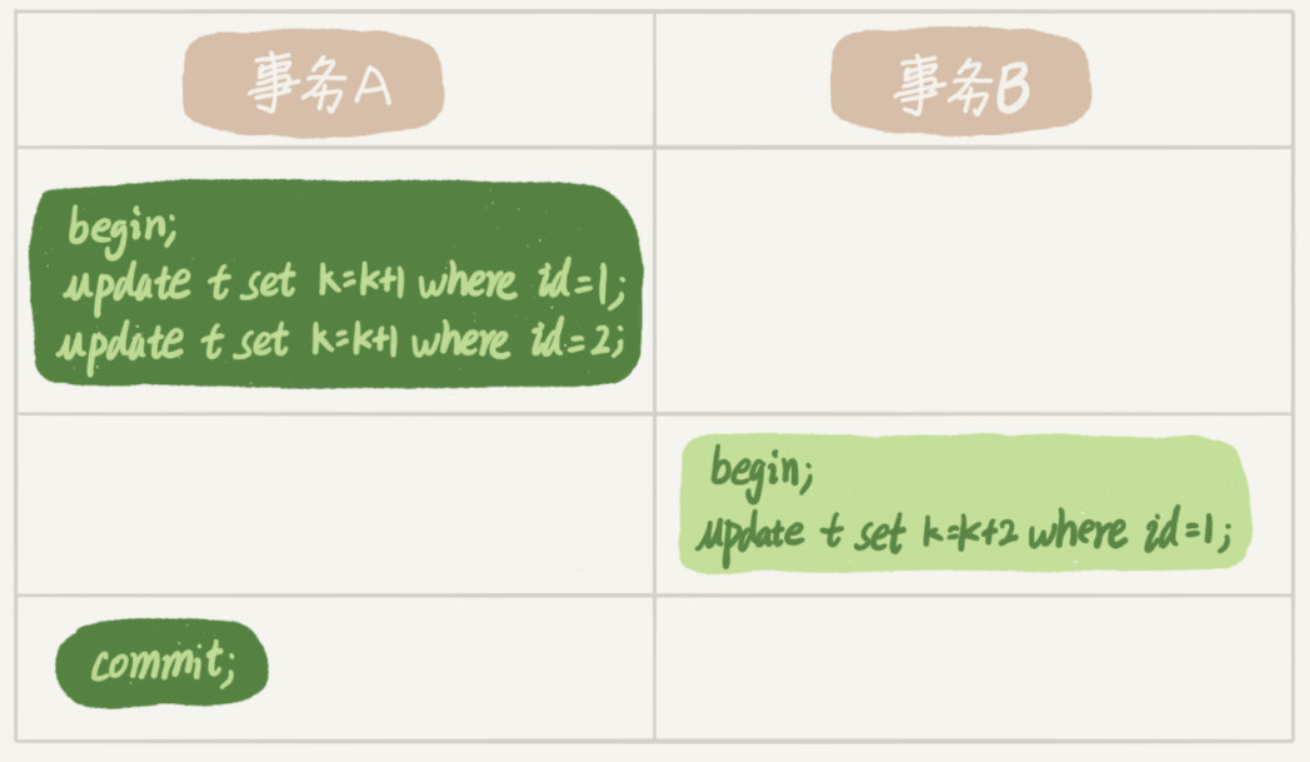 事务A
事务B
begin;
update t set k=k+1 where id=1;
update t set k=k+1 where id=2;
begin;
update t set k=k+2 where id=1;
commit;